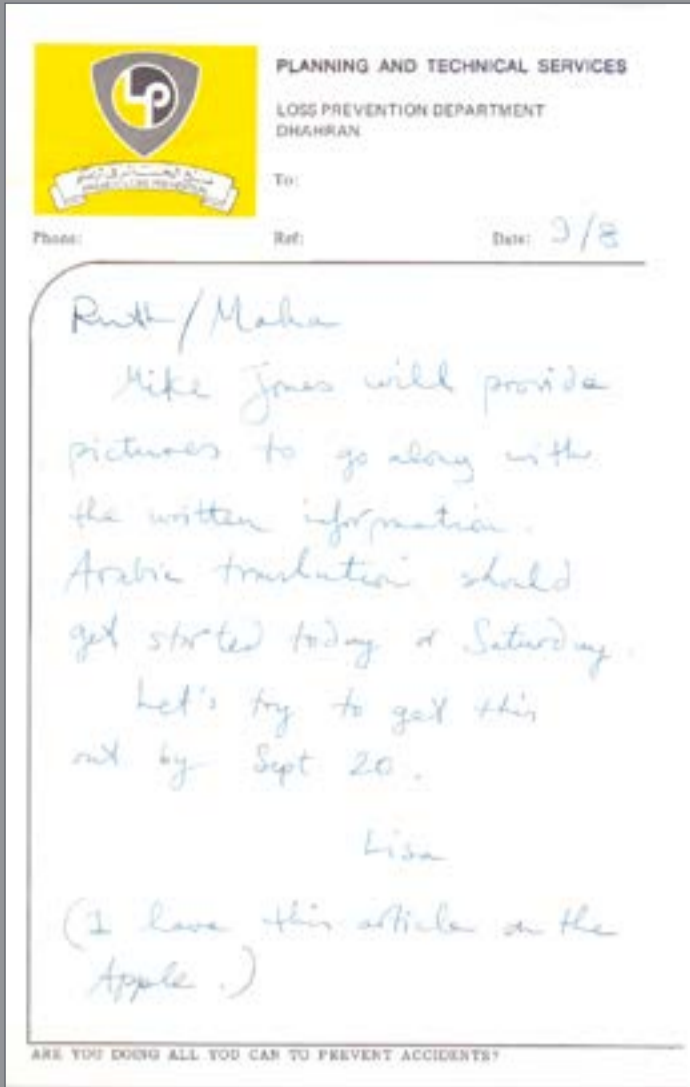 PLANNING AND TECHNICAL SERVICES
LOSS PREVENTION DEPARTMENT
DHAHRAN
LP
To:
Phone:
Ref:
Date: 9/8
Ruth/Maha
Mike Jones will provide
pictures to go along with
the written information.
Arabic translation should
get started today or Saturday.
Let's try to get this
out by Sept 20.
Lisa
(I have this article on the
Apple.)
ARE YOU DOING ALL YOU CAN TO PREVENT ACCIDENTS?